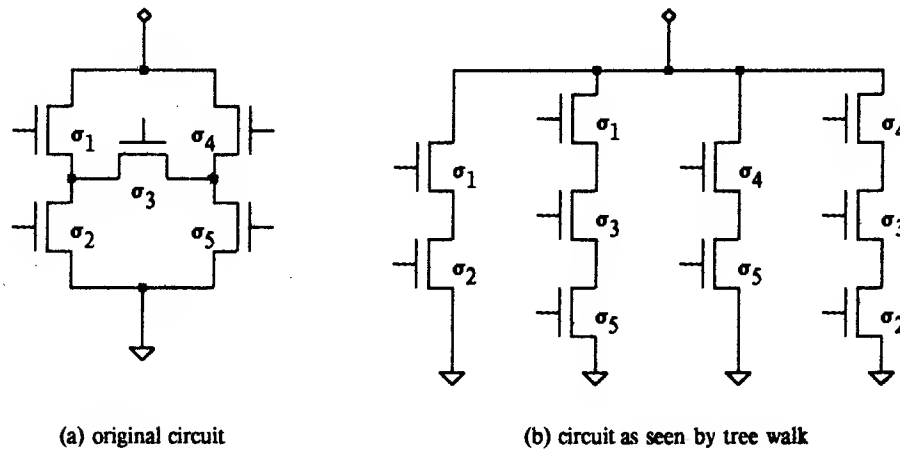 σ1 σ4
σ3
σ2 σ5
σ1 σ1 σ4 σ4
σ2 σ3 σ5 σ3
σ5 σ2
(a) original circuit
(b) circuit as seen by tree walk